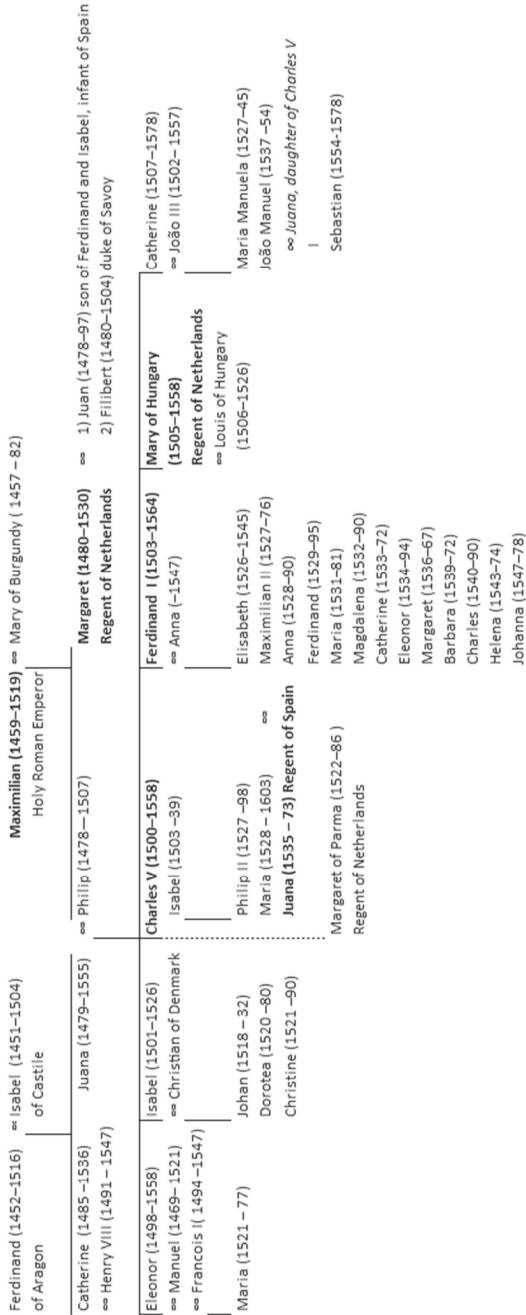 Ferdinand (1452–1516)
of Aragon
∞ Isabel (1451–1504)
of Castile
Maximilian (1459–1519)
Holy Roman Emperor
∞ Mary of Burgundy ( 1457 – 82)
Catherine (1485–1536)
∞ Henry VIII (1491 – 1547)
Juana (1479–1555)
∞ Philip (1478—1507)
Margaret (1480–1530)
Regent of Netherlands
∞ 1) Juan (1478–97) son of Ferdinand and Isabel, infant of Spain
2) Filibert (1480–1504) duke of Savoy
Eleonor (1498–1558)
∞ Manuel (1469–1521)
∞ Francois I( 1494 –1547)
Maria (1521 – 77)
Isabel (1501–1526)
∞ Christian of Denmark
Johan (1518 – 32)
Dorotea (1520 –80)
Christine (1521 –90)
Charles V (1500–1558)
Isabel (1503 –39)
Philip II (1527 –98)
Maria (1528 – 1603) ∞
Juana (1535 – 73) Regent of Spain
Margaret of Parma (1522–86 )
Regent of Netherlands
Ferdinand I (1503–1564)
∞ Anna (–1547)
Elisabeth (1526–1545)
Maximilian II (1527–76)
Anna (1528–90)
Ferdinand (1529–95)
Maria (1531–81)
Magdalena (1532–90)
Catherine (1533–72)
Eleonor (1534–94)
Margaret (1536–67)
Barbara (1539–72)
Charles (1540–90)
Helena (1543–74)
Johanna (1547–78)
Mary of Hungary
(1505–1558)
Regent of Netherlands
∞ Louis of Hungary
(1506–1526)
Catherine (1507–1578)
∞ João III (1502– 1557)
Maria Manuela (1527–45)
João Manuel (1537 –54)
∞ Juana, daughter of Charles V
I
Sebastian (1554-1578)